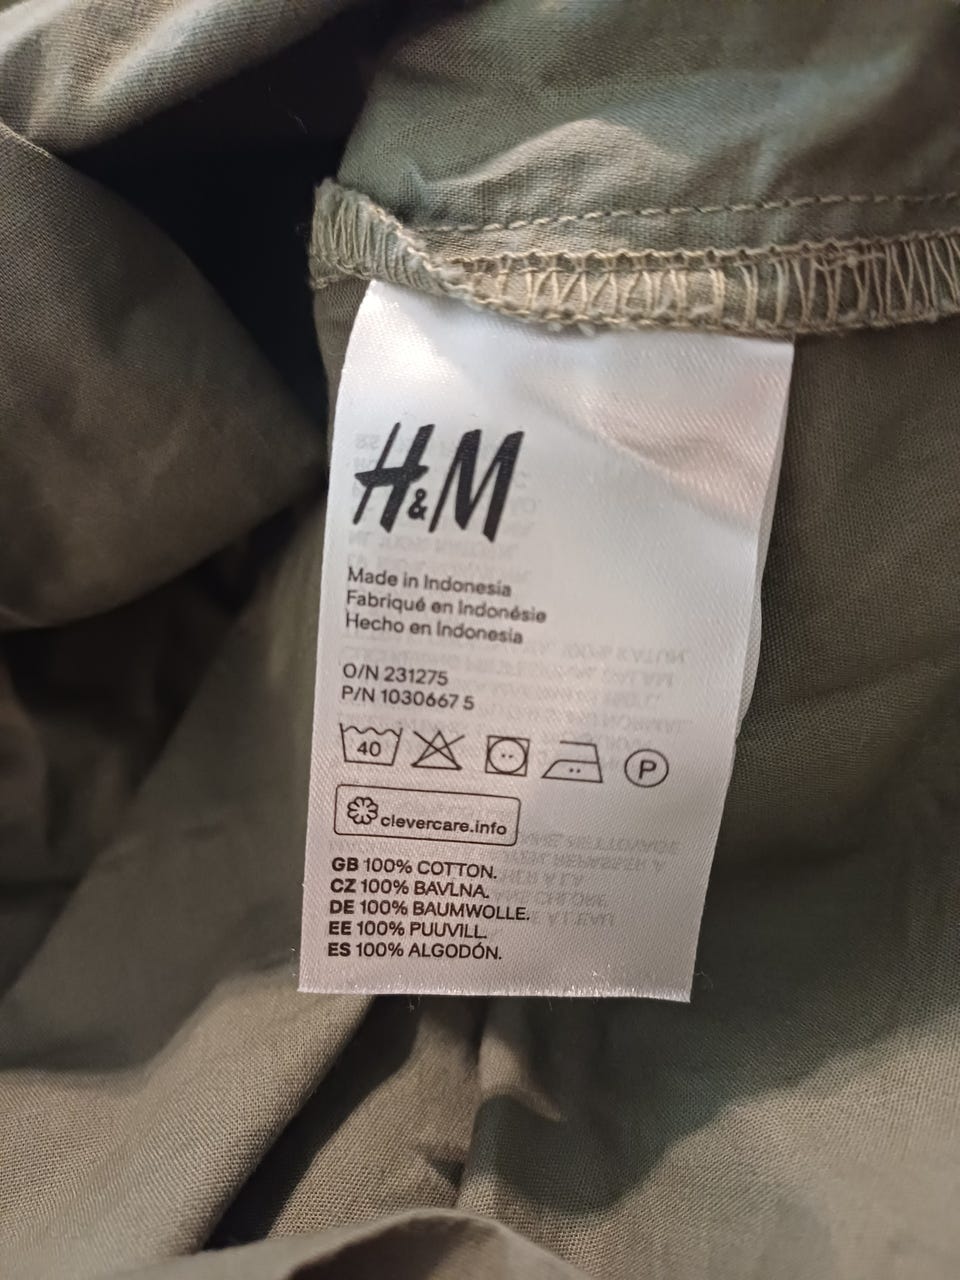 H&M
Made in Indonesia
Fabriqué en Indonésie
Hecho en Indonesia
O/N 231275
P/N 1030667 5
40 P
clevercare.info
GB 100% COTTON.
CZ 100% BAVLNA.
DE 100% BAUMWOLLE.
EE 100% PUUVILL.
ES 100% ALGODÓN.